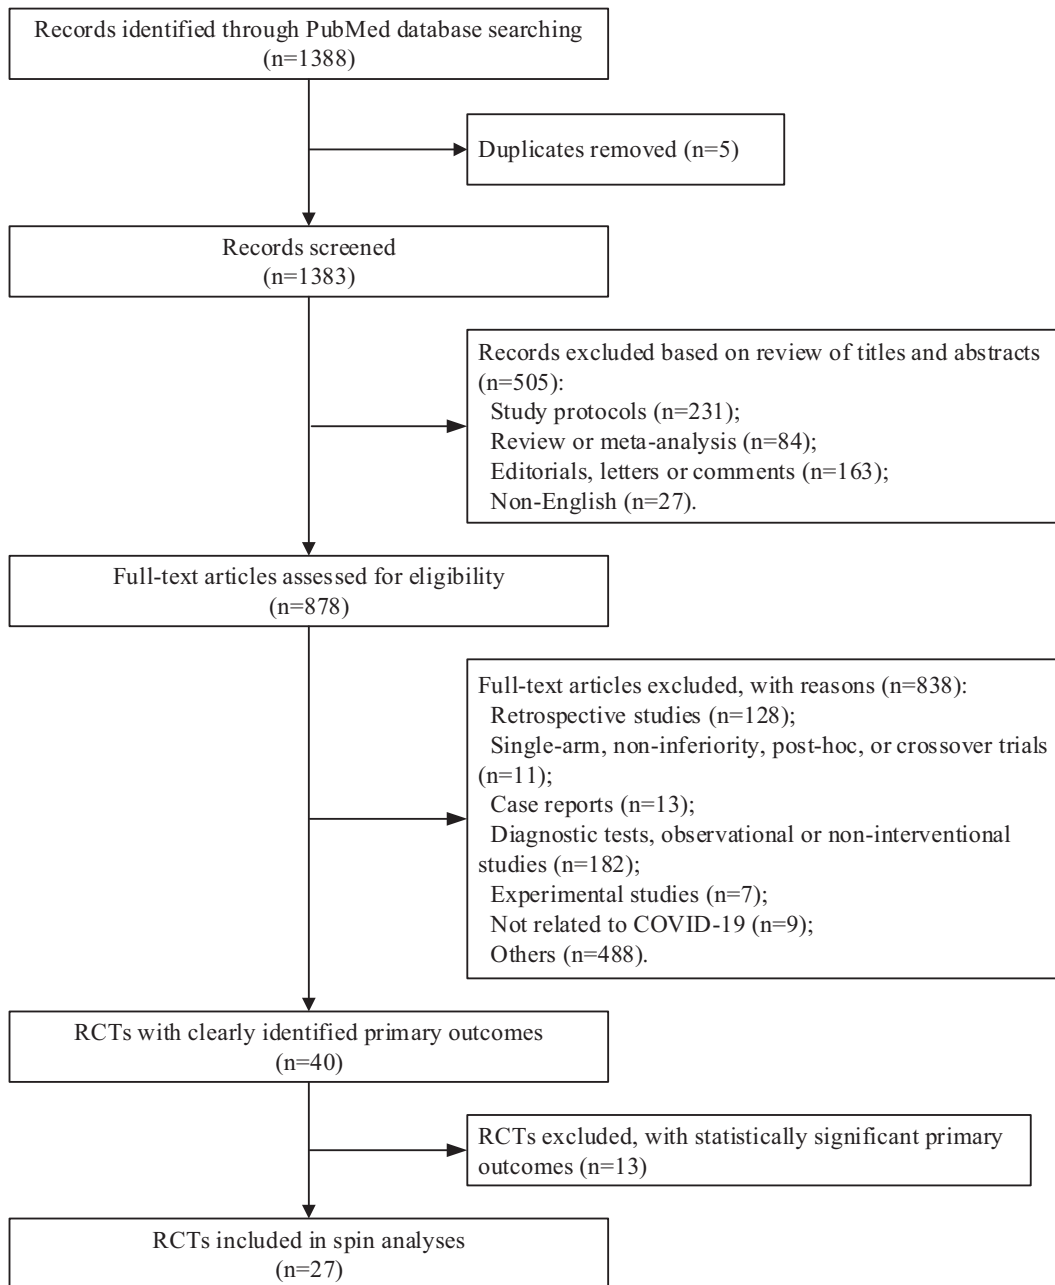 Records identified through PubMed database searching
(n=1388)
Duplicates removed (n=5)
Records screened
(n=1383)
Records excluded based on review of titles and abstracts
(n=505):
Study protocols (n=231);
Review or meta-analysis (n=84);
Editorials, letters or comments (n=163);
Non-English (n=27).
Full-text articles assessed for eligibility
(n=878)
Full-text articles excluded, with reasons (n=838):
Retrospective studies (n=128);
Single-arm, non-inferiority, post-hoc, or crossover trials
(n=11);
Case reports (n=13);
Diagnostic tests, observational or non-interventional
studies (n=182);
Experimental studies (n=7);
Not related to COVID-19 (n=9);
Others (n=488).
RCTs with clearly identified primary outcomes
(n=40)
RCTs excluded, with statistically significant primary
outcomes (n=13)
RCTs included in spin analyses
(n=27)